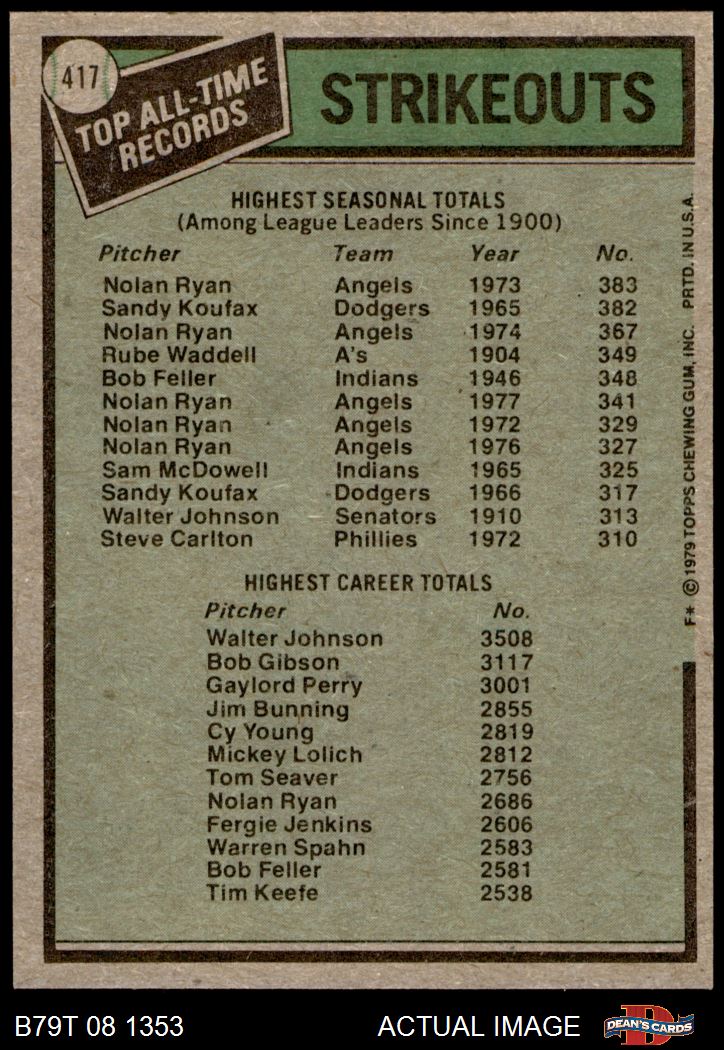 417
TOP ALL-TIME
RECORDS
STRIKEOUTS
HIGHEST SEASONAL TOTALS
(Among League Leaders Since 1900)
Pitcher Team Year No.
Nolan Ryan Angels 1973 383
Sandy Koufax Dodgers 1965 382
Nolan Ryan Angels 1974 367
Rube Waddell A's 1904 349
Bob Feller Indians 1946 348
Nolan Ryan Angels 1977 341
Nolan Ryan Angels 1972 329
Nolan Ryan Angels 1976 327
Sam McDowell Indians 1965 325
Sandy Koufax Dodgers 1966 317
Walter Johnson Senators 1910 313
Steve Carlton Phillies 1972 310
HIGHEST CAREER TOTALS
Pitcher No.
Walter Johnson 3508
Bob Gibson 3117
Gaylord Perry 3001
Jim Bunning 2855
Cy Young 2819
Mickey Lolich 2812
Tom Seaver 2756
Nolan Ryan 2686
Fergie Jenkins 2606
Warren Spahn 2583
Bob Feller 2581
Tim Keefe 2538
F* © 1979 TOPPS CHEWING GUM, INC. PRTD. IN U.S.A.
B79T 08 1353 ACTUAL IMAGE
D
DEAN'S CARDS